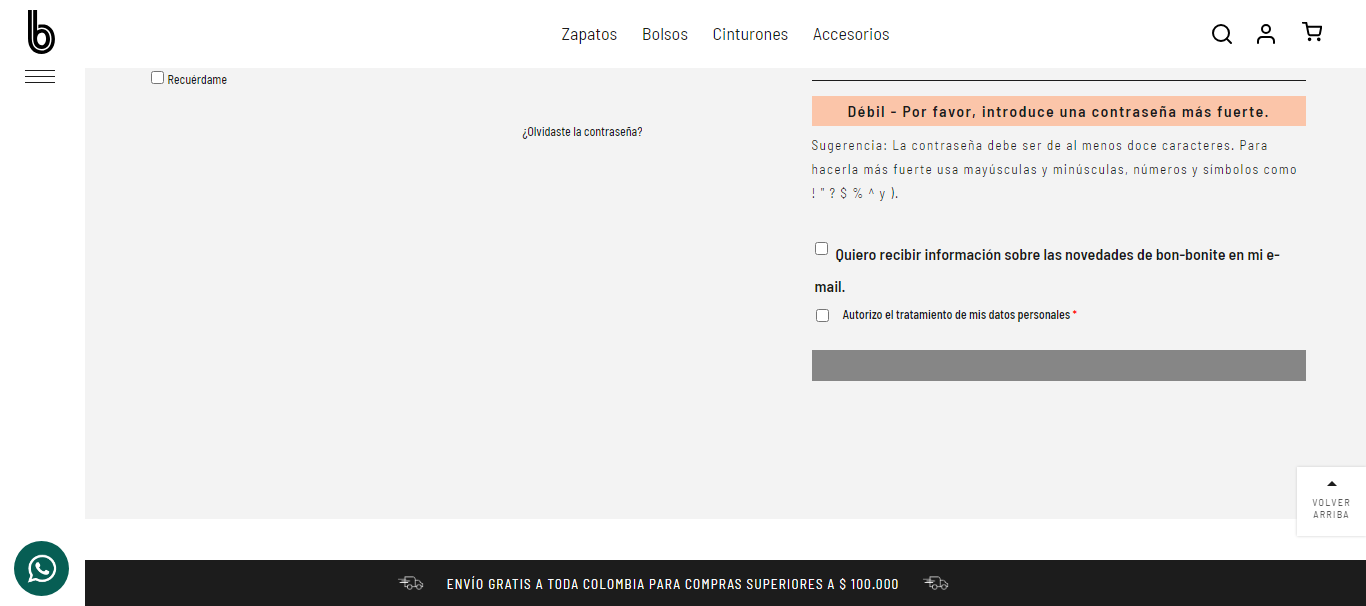 b
Zapatos Bolsos Cinturones Accesorios
Recuérdame
¿Olvidaste la contraseña?
Débil - Por favor, introduce una contraseña más fuerte.
Sugerencia: La contraseña debe ser de al menos doce caracteres. Para
hacerla más fuerte usa mayúsculas y minúsculas, números y símbolos como
! " ? $ % ^ y ).
Quiero recibir información sobre las novedades de bon-bonite en mi e-
mail.
Autorizo el tratamiento de mis datos personales *
VOLVER
ARRIBA
ENVÍO GRATIS A TODA COLOMBIA PARA COMPRAS SUPERIORES A $ 100.000